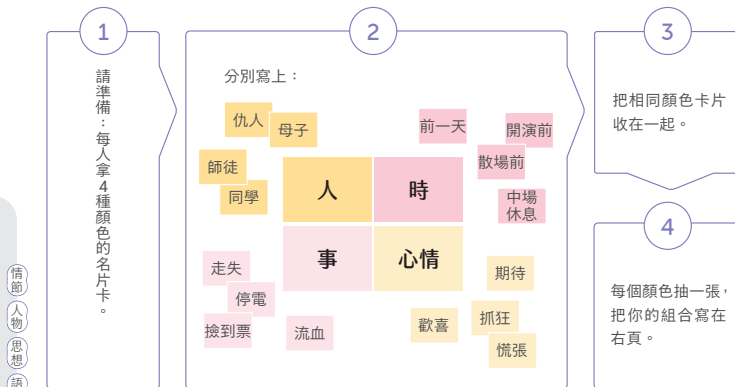 1
請準備：每人拿4種顏色的名片卡。
2
分別寫上：
仇人
母子
師徒
同學
人
前一天
開演前
散場前
中場
休息
時
事
走失
停電
撿到票
流血
心情
期待
歡喜
抓狂
慌張
3
把相同顏色卡片
收在一起。
4
每個顏色抽一張，
把你的組合寫在
右頁。
情節
人物
思想
語